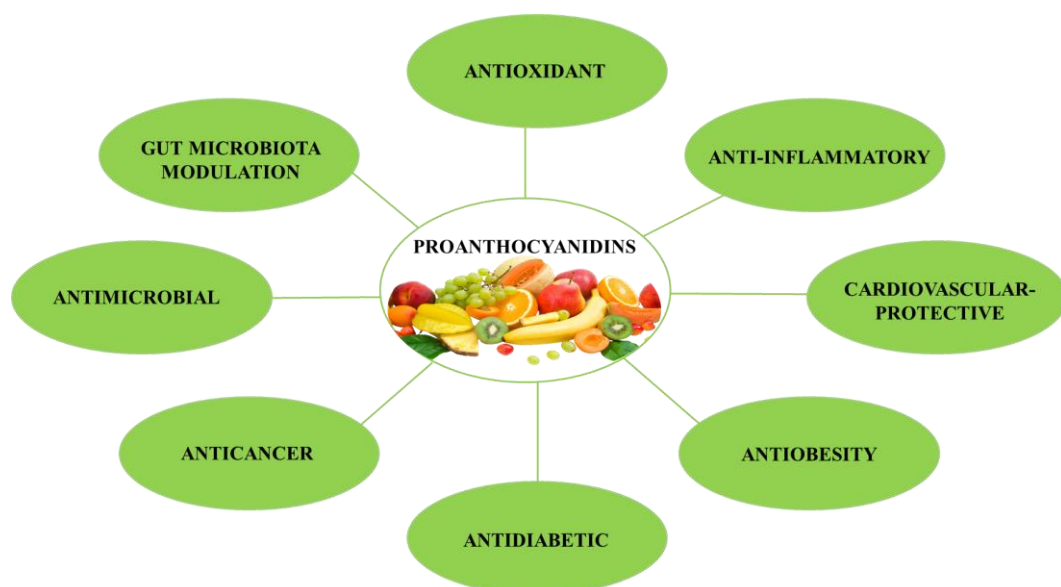 ANTIOXIDANT
GUT MICROBIOTA
MODULATION
ANTI-INFLAMMATORY
PROANTHOCYANIDINS
ANTIMICROBIAL
CARDIOVASCULAR-
PROTECTIVE
ANTICANCER
ANTIOBESITY
ANTIDIABETIC